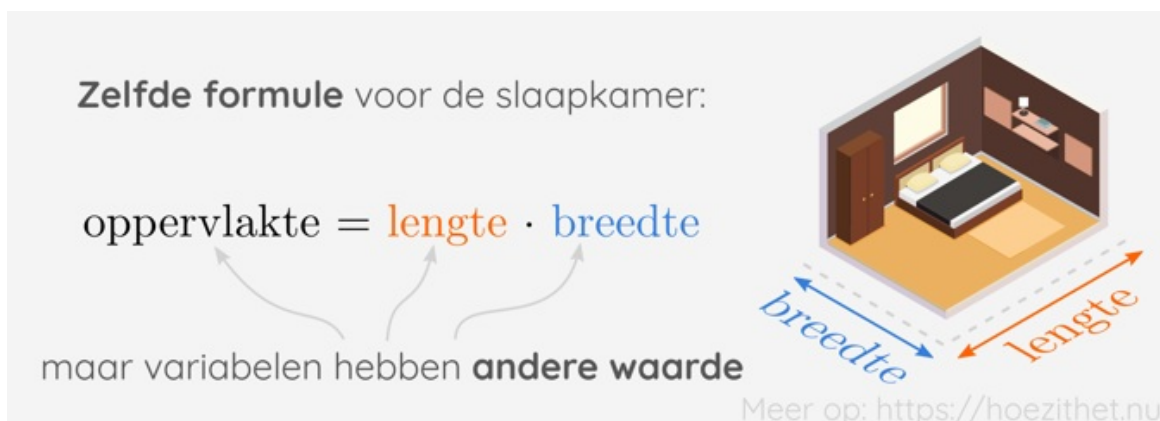 Zelfde formule voor de slaapkamer:
oppervlakte = lengte · breedte
maar variabelen hebben andere waarde
breedte
lengte
Meer op: https://hoezithet.nu